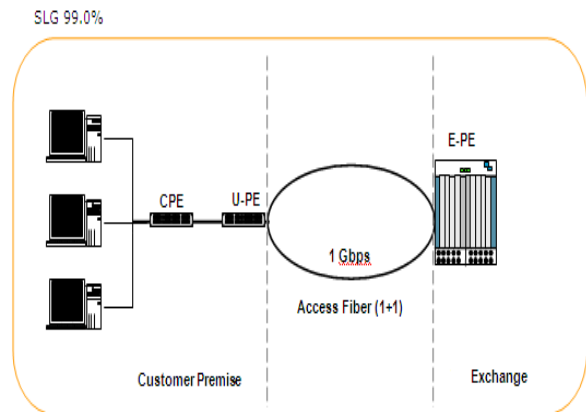 SLG 99.0%
E-PE
CPE
U-PE
1 Gbps
Access Fiber (1+1)
Customer Premise
Exchange